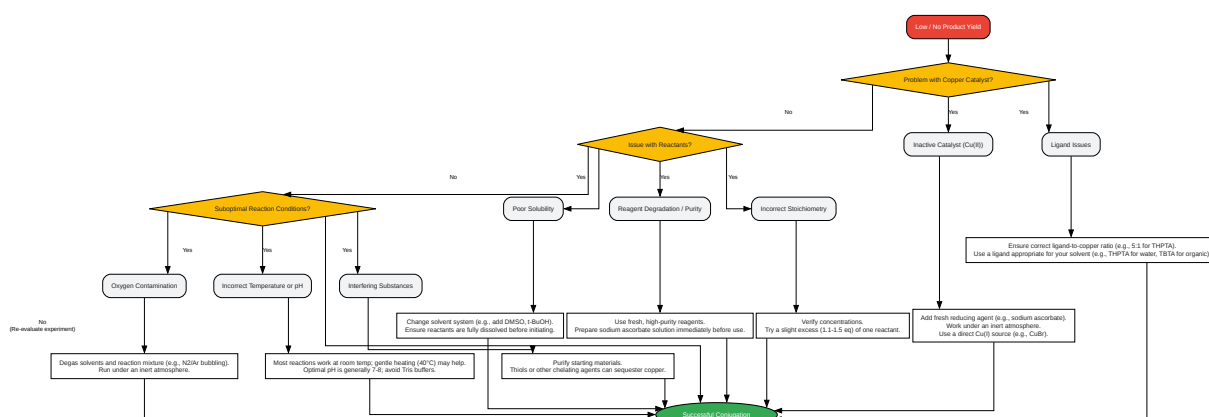 Low / No Product Yield
Problem with Copper Catalyst?
No
Yes
Yes
Issue with Reactants?
Inactive Catalyst (Cu(II))
Ligand Issues
No
Yes
Yes
Yes
Suboptimal Reaction Conditions?
Poor Solubility
Reagent Degradation / Purity
Incorrect Stoichiometry
Yes
Yes
Yes
Ensure correct ligand-to-copper ratio (e.g., 5:1 for THPTA).
Use a ligand appropriate for your solvent (e.g., THPTA for water, TBTA for organic)
Oxygen Contamination
Incorrect Temperature or pH
Interfering Substances
No
(Re-evaluate experiment)
Change solvent system (e.g., add DMSO, t-BuOH).
Ensure reactants are fully dissolved before initiating.
Use fresh, high-purity reagents.
Prepare sodium ascorbate solution immediately before use.
Verify concentrations.
Try a slight excess (1.1-1.5 eq) of one reactant.
Add fresh reducing agent (e.g., sodium ascorbate).
Work under an inert atmosphere.
Use a direct Cu(I) source (e.g., CuBr).
Degas solvents and reaction mixture (e.g., N2/Ar bubbling).
Run under an inert atmosphere.
Most reactions work at room temp; gentle heating (40°C) may help.
Optimal pH is generally 7-8; avoid Tris buffers.
Purify starting materials.
Thiols or other chelating agents can sequester copper.
Successful Conjugation